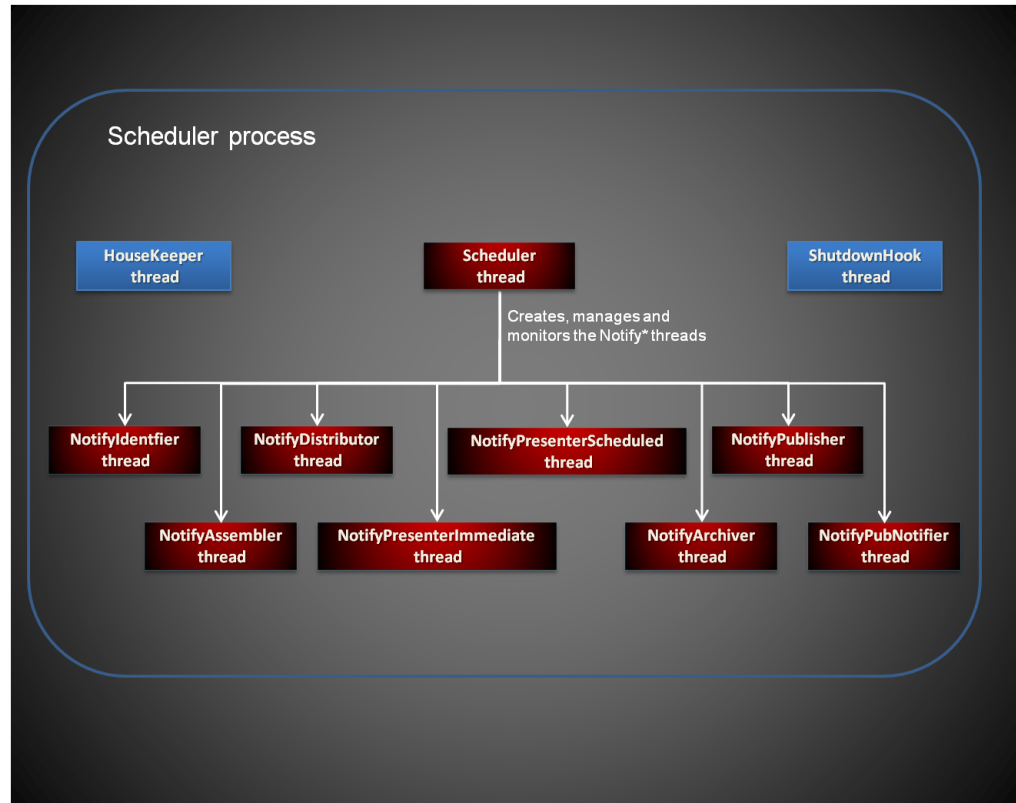 Scheduler process
HouseKeeper
thread
Scheduler
thread
ShutdownHook
thread
Creates, manages and
monitors the Notify* threads
NotifyIdentfier
thread
NotifyDistributor
thread
NotifyPresenterScheduled
thread
NotifyPublisher
thread
NotifyAssembler
thread
NotifyPresenterImmediate
thread
NotifyArchiver
thread
NotifyPubNotifier
thread